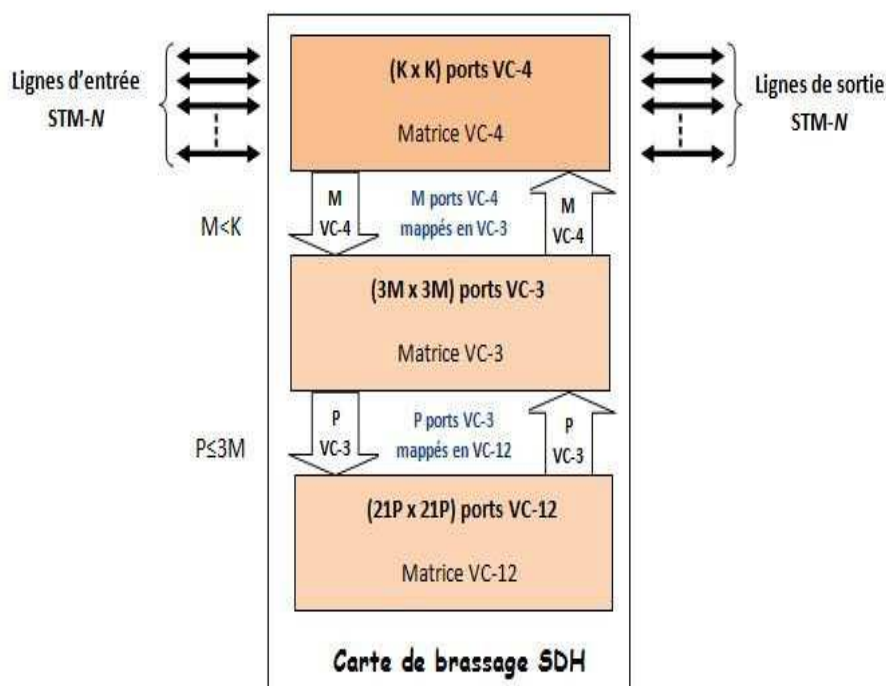 (K x K) ports VC-4
Matrice VC-4
Lignes d'entrée
STM-N
Lignes de sortie
STM-N
M<K
M
VC-4
M ports VC-4
mappés en VC-3
M
VC-4
(3M x 3M) ports VC-3
Matrice VC-3
P≤3M
P
VC-3
P ports VC-3
mappés en VC-12
P
VC-3
(21P x 21P) ports VC-12
Matrice VC-12
Carte de brassage SDH